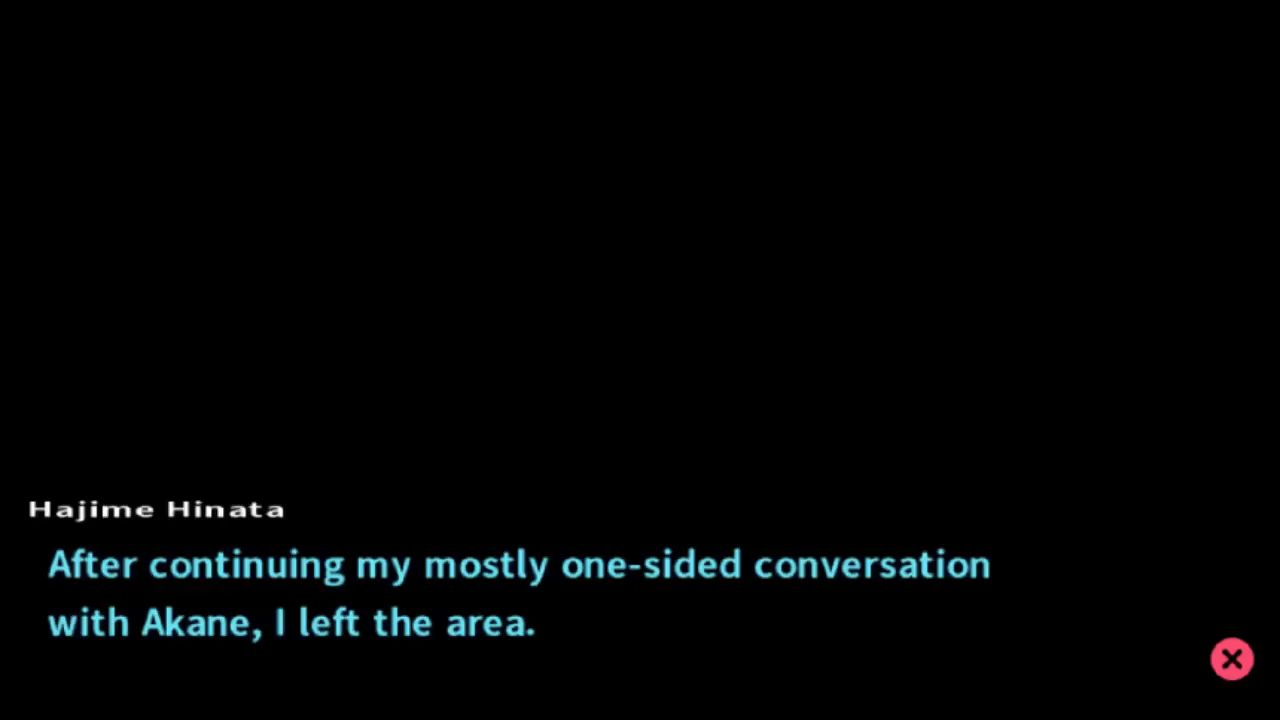 Hajime Hinata
After continuing my mostly one-sided conversation
with Akane, I left the area.